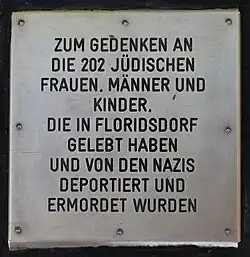 ZUM GEDENKEN AN
DIE 202 JÜDISCHEN
FRAUEN, MÄNNER UND
KINDER,
DIE IN FLORIDSDORF
GELEBT HABEN
UND VON DEN NAZIS
DEPORTIERT UND
ERMORDET WURDEN